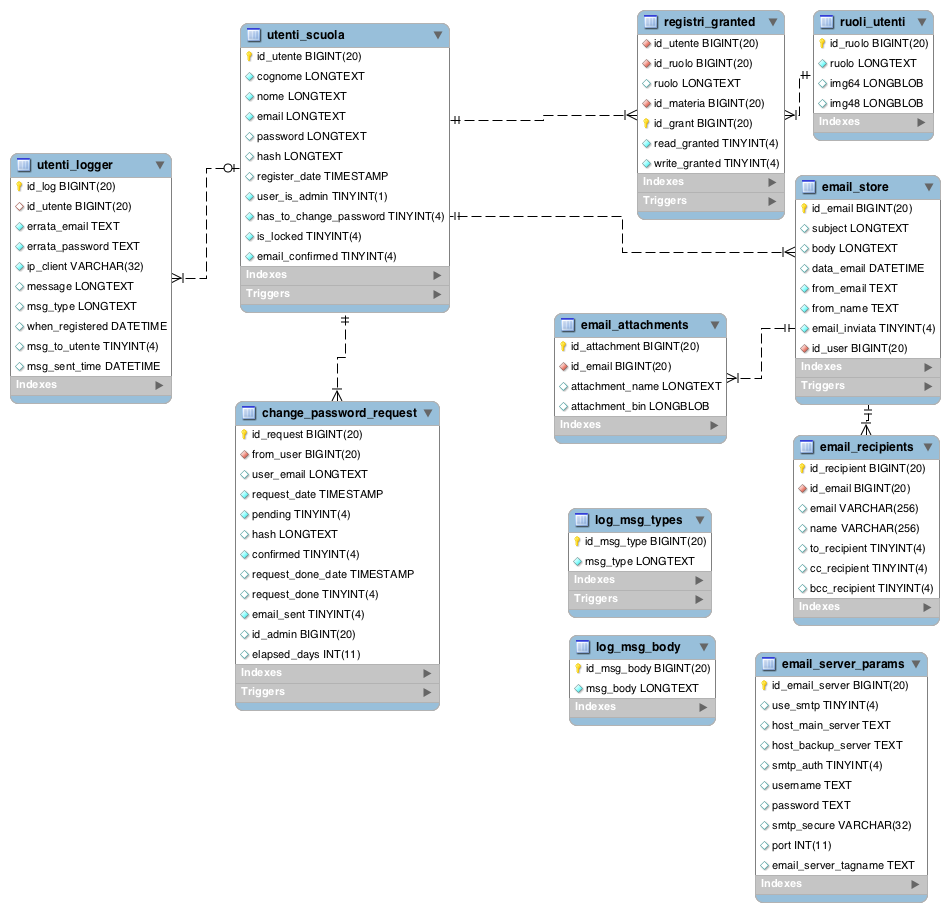 utenti_scuola
id_utente BIGINT(20)
cognome LONGTEXT
nome LONGTEXT
email LONGTEXT
password LONGTEXT
hash LONGTEXT
register_date TIMESTAMP
user_is_admin TINYINT(1)
has_to_change_password TINYINT(4)
is_locked TINYINT(4)
email_confirmed TINYINT(4)
Indexes
Triggers
registri_granted
id_utente BIGINT(20)
id_ruolo BIGINT(20)
ruolo LONGTEXT
id_materia BIGINT(20)
id_grant BIGINT(20)
read_granted TINYINT(4)
write_granted TINYINT(4)
Indexes
Triggers
ruoli_utenti
id_ruolo BIGINT(20)
ruolo LONGTEXT
img64 LONGBLOB
img48 LONGBLOB
Indexes
utenti_logger
id_log BIGINT(20)
id_utente BIGINT(20)
errata_email TEXT
errata_password TEXT
ip_client VARCHAR(32)
message LONGTEXT
msg_type LONGTEXT
when_registered DATETIME
msg_to_utente TINYINT(4)
msg_sent_time DATETIME
Indexes
email_store
id_email BIGINT(20)
subject LONGTEXT
body LONGTEXT
data_email DATETIME
from_email TEXT
from_name TEXT
email_inviata TINYINT(4)
id_user BIGINT(20)
Indexes
Triggers
email_attachments
id_attachment BIGINT(20)
id_email BIGINT(20)
attachment_name LONGTEXT
attachment_bin LONGBLOB
Indexes
change_password_request
id_request BIGINT(20)
from_user BIGINT(20)
user_email LONGTEXT
request_date TIMESTAMP
pending TINYINT(4)
hash LONGTEXT
confirmed TINYINT(4)
request_done_date TIMESTAMP
request_done TINYINT(4)
email_sent TINYINT(4)
id_admin BIGINT(20)
elapsed_days INT(11)
Indexes
Triggers
email_recipients
id_recipient BIGINT(20)
id_email BIGINT(20)
email VARCHAR(256)
name VARCHAR(256)
to_recipient TINYINT(4)
cc_recipient TINYINT(4)
bcc_recipient TINYINT(4)
Indexes
log_msg_types
id_msg_type BIGINT(20)
msg_type LONGTEXT
Indexes
Triggers
log_msg_body
id_msg_body BIGINT(20)
msg_body LONGTEXT
Indexes
email_server_params
id_email_server BIGINT(20)
use_smtp TINYINT(4)
host_main_server TEXT
host_backup_server TEXT
smtp_auth TINYINT(4)
username TEXT
password TEXT
smtp_secure VARCHAR(32)
port INT(11)
email_server_tagname TEXT
Indexes